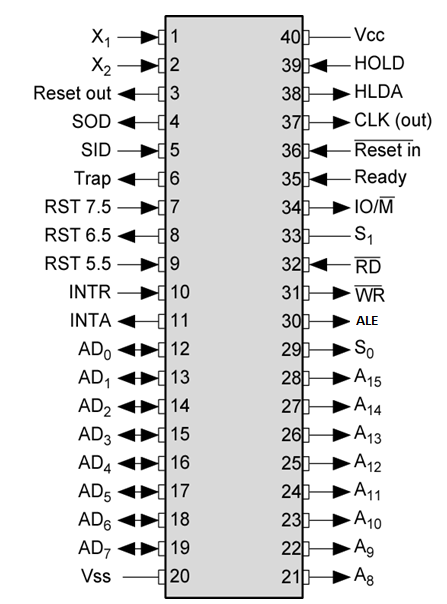 X₁ 1 40 Vcc
X₂ 2 39 HOLD
Reset out 3 38 HLDA
SOD 4 37 CLK (out)
SID 5 36 R̅e̅s̅e̅t̅ ̅i̅n̅
Trap 6 35 Ready
RST 7.5 7 34 IO/M̅
RST 6.5 8 33 S₁
RST 5.5 9 32 R̅D̅
INTR 10 31 W̅R̅
INTA 11 30 ALE
AD₀ 12 29 S₀
AD₁ 13 28 A₁₅
AD₂ 14 27 A₁₄
AD₃ 15 26 A₁₃
AD₄ 16 25 A₁₂
AD₅ 17 24 A₁₁
AD₆ 18 23 A₁₀
AD₇ 19 22 A₉
Vss 20 21 A₈